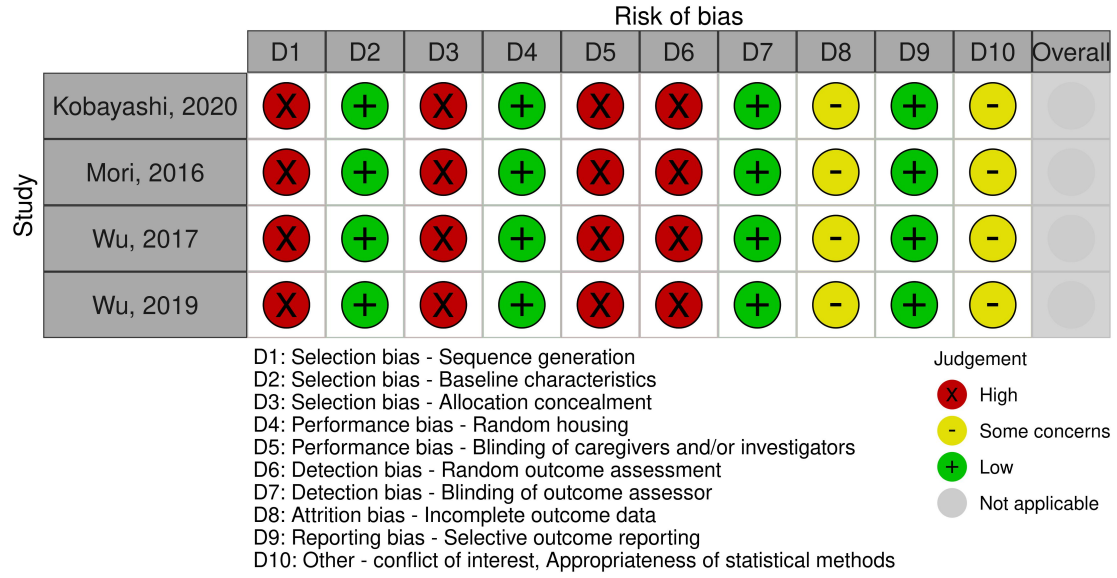 Risk of bias
D1 D2 D3 D4 D5 D6 D7 D8 D9 D10 Overall
Study
Kobayashi, 2020 X + X + X X + - + -
Mori, 2016 X + X + X X + - + -
Wu, 2017 X + X + X X + - + -
Wu, 2019 X + X + X X + - + -
D1: Selection bias - Sequence generation
D2: Selection bias - Baseline characteristics
D3: Selection bias - Allocation concealment
D4: Performance bias - Random housing
D5: Performance bias - Blinding of caregivers and/or investigators
D6: Detection bias - Random outcome assessment
D7: Detection bias - Blinding of outcome assessor
D8: Attrition bias - Incomplete outcome data
D9: Reporting bias - Selective outcome reporting
D10: Other - conflict of interest, Appropriateness of statistical methods
Judgement
X High
- Some concerns
+ Low
Not applicable